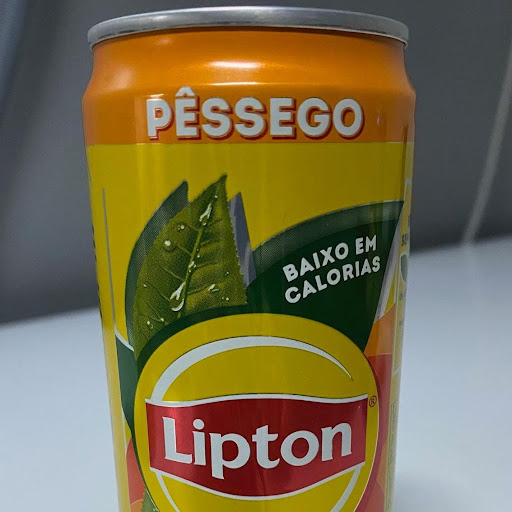 PÊSSEGO
BAIXO EM
CALORIAS
Lipton
®